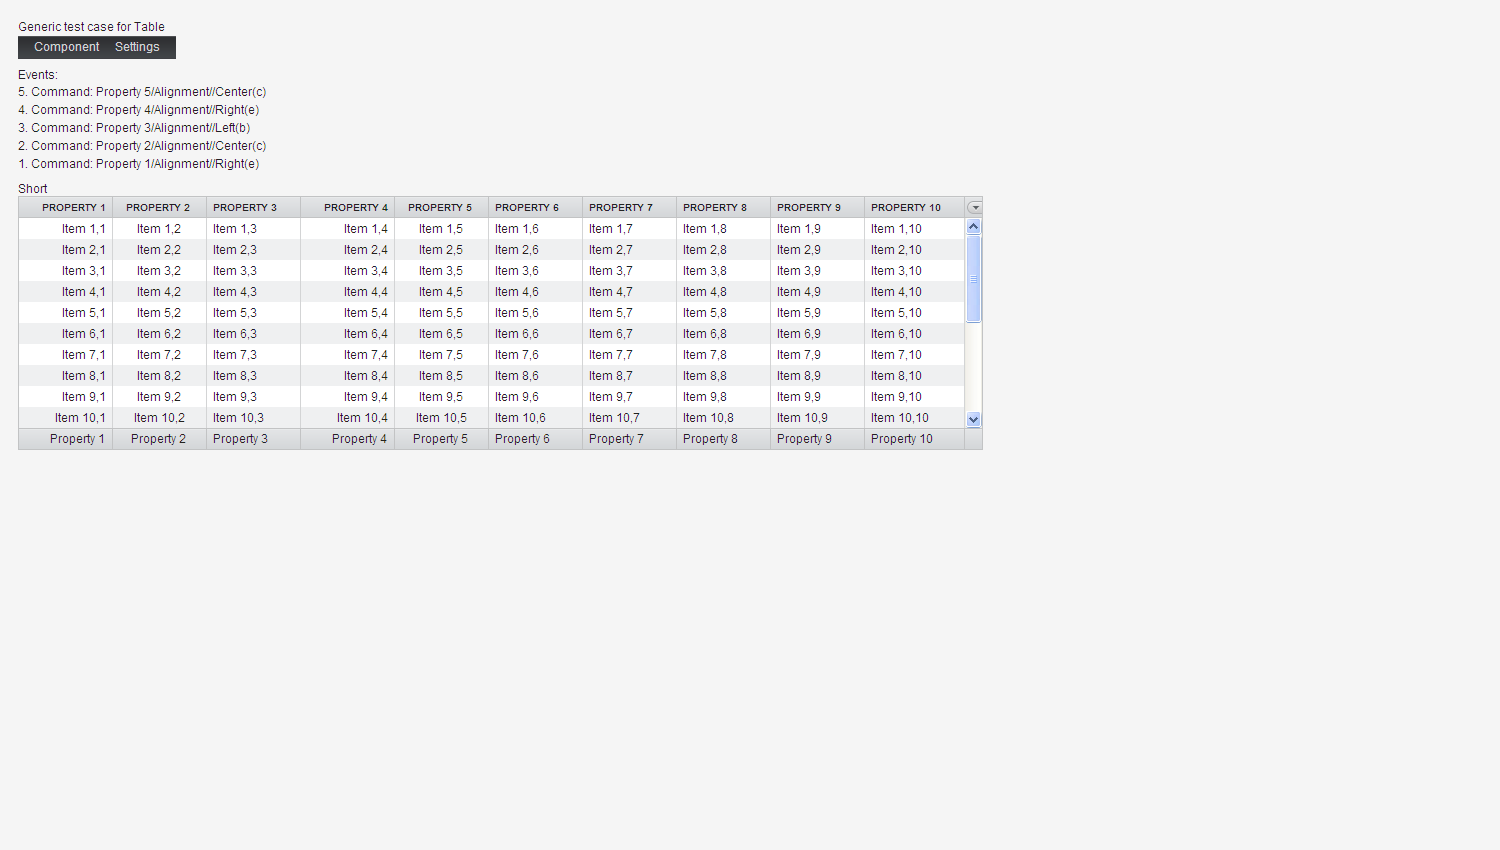 Generic test case for Table
Component Settings
Events:
5. Command: Property 5/Alignment//Center(c)
4. Command: Property 4/Alignment//Right(e)
3. Command: Property 3/Alignment//Left(b)
2. Command: Property 2/Alignment//Center(c)
1. Command: Property 1/Alignment//Right(e)
Short
PROPERTY 1 PROPERTY 2 PROPERTY 3 PROPERTY 4 PROPERTY 5 PROPERTY 6 PROPERTY 7 PROPERTY 8 PROPERTY 9 PROPERTY 10
Item 1,1 Item 1,2 Item 1,3 Item 1,4 Item 1,5 Item 1,6 Item 1,7 Item 1,8 Item 1,9 Item 1,10
Item 2,1 Item 2,2 Item 2,3 Item 2,4 Item 2,5 Item 2,6 Item 2,7 Item 2,8 Item 2,9 Item 2,10
Item 3,1 Item 3,2 Item 3,3 Item 3,4 Item 3,5 Item 3,6 Item 3,7 Item 3,8 Item 3,9 Item 3,10
Item 4,1 Item 4,2 Item 4,3 Item 4,4 Item 4,5 Item 4,6 Item 4,7 Item 4,8 Item 4,9 Item 4,10
Item 5,1 Item 5,2 Item 5,3 Item 5,4 Item 5,5 Item 5,6 Item 5,7 Item 5,8 Item 5,9 Item 5,10
Item 6,1 Item 6,2 Item 6,3 Item 6,4 Item 6,5 Item 6,6 Item 6,7 Item 6,8 Item 6,9 Item 6,10
Item 7,1 Item 7,2 Item 7,3 Item 7,4 Item 7,5 Item 7,6 Item 7,7 Item 7,8 Item 7,9 Item 7,10
Item 8,1 Item 8,2 Item 8,3 Item 8,4 Item 8,5 Item 8,6 Item 8,7 Item 8,8 Item 8,9 Item 8,10
Item 9,1 Item 9,2 Item 9,3 Item 9,4 Item 9,5 Item 9,6 Item 9,7 Item 9,8 Item 9,9 Item 9,10
Item 10,1 Item 10,2 Item 10,3 Item 10,4 Item 10,5 Item 10,6 Item 10,7 Item 10,8 Item 10,9 Item 10,10
Property 1 Property 2 Property 3 Property 4 Property 5 Property 6 Property 7 Property 8 Property 9 Property 10